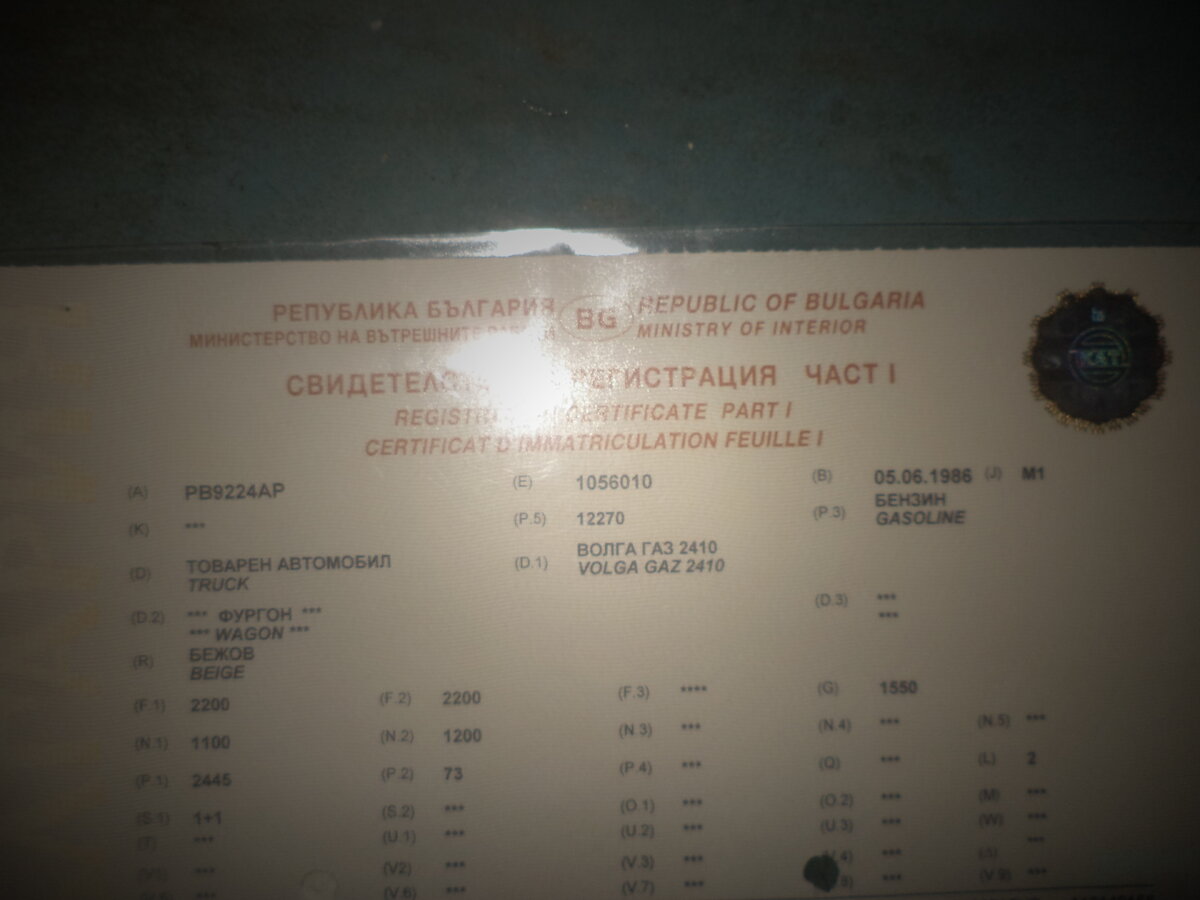 РЕПУБЛИКА БЪЛГАРИЯ BG REPUBLIC OF BULGARIA
МИНИСТЕРСТВО НА ВЪТРЕШНИТЕ MINISTRY OF INTERIOR
РЕГИСТРАЦИЯ ЧАСТ I
CERTIFICATE PART I
CERTIFICAT D'IMMATRICULATION FEUILLE I
КАТ
(A) PB9224AP (E) 1056010 (B) 05.06.1986 (J) M1
(K) *** (P.5) 12270 (P.3) БЕНЗИН
GASOLINE
(D) ТОВАРЕН АВТОМОБИЛ (D.1) ВОЛГА ГАЗ 2410
TRUCK VOLGA GAZ 2410
(D.2) *** ФУРГОН *** (D.3) ***
*** WAGON *** ***
(R) БЕЖОВ
BEIGE
(F.1) 2200 (F.2) 2200 (F.3) **** (G) 1550
(N.1) 1100 (N.2) 1200 (N.3) *** (N.4) *** (N.5) ***
(P.1) 2445 (P.2) 73 (P.4) *** (Q) *** (L) 2
(S.1) 1+1 (S.2) *** (O.1) *** (O.2) *** (M) ***
(T) *** (U.1) *** (U.2) *** (U.3) *** (W) ***
*** (V2) *** (V.3) *** *** ***
(V.6) *** (V.7) *** *** (V.9) ***